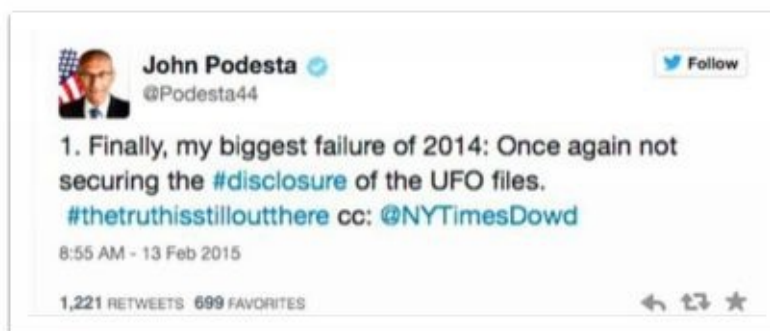 John Podesta
Follow
@Podesta44
1. Finally, my biggest failure of 2014: Once again not
securing the #disclosure of the UFO files.
#thetruthisstilloutthere cc: @NYTimesDowd
8:55 AM - 13 Feb 2015
1,221 RETWEETS 699 FAVORITES